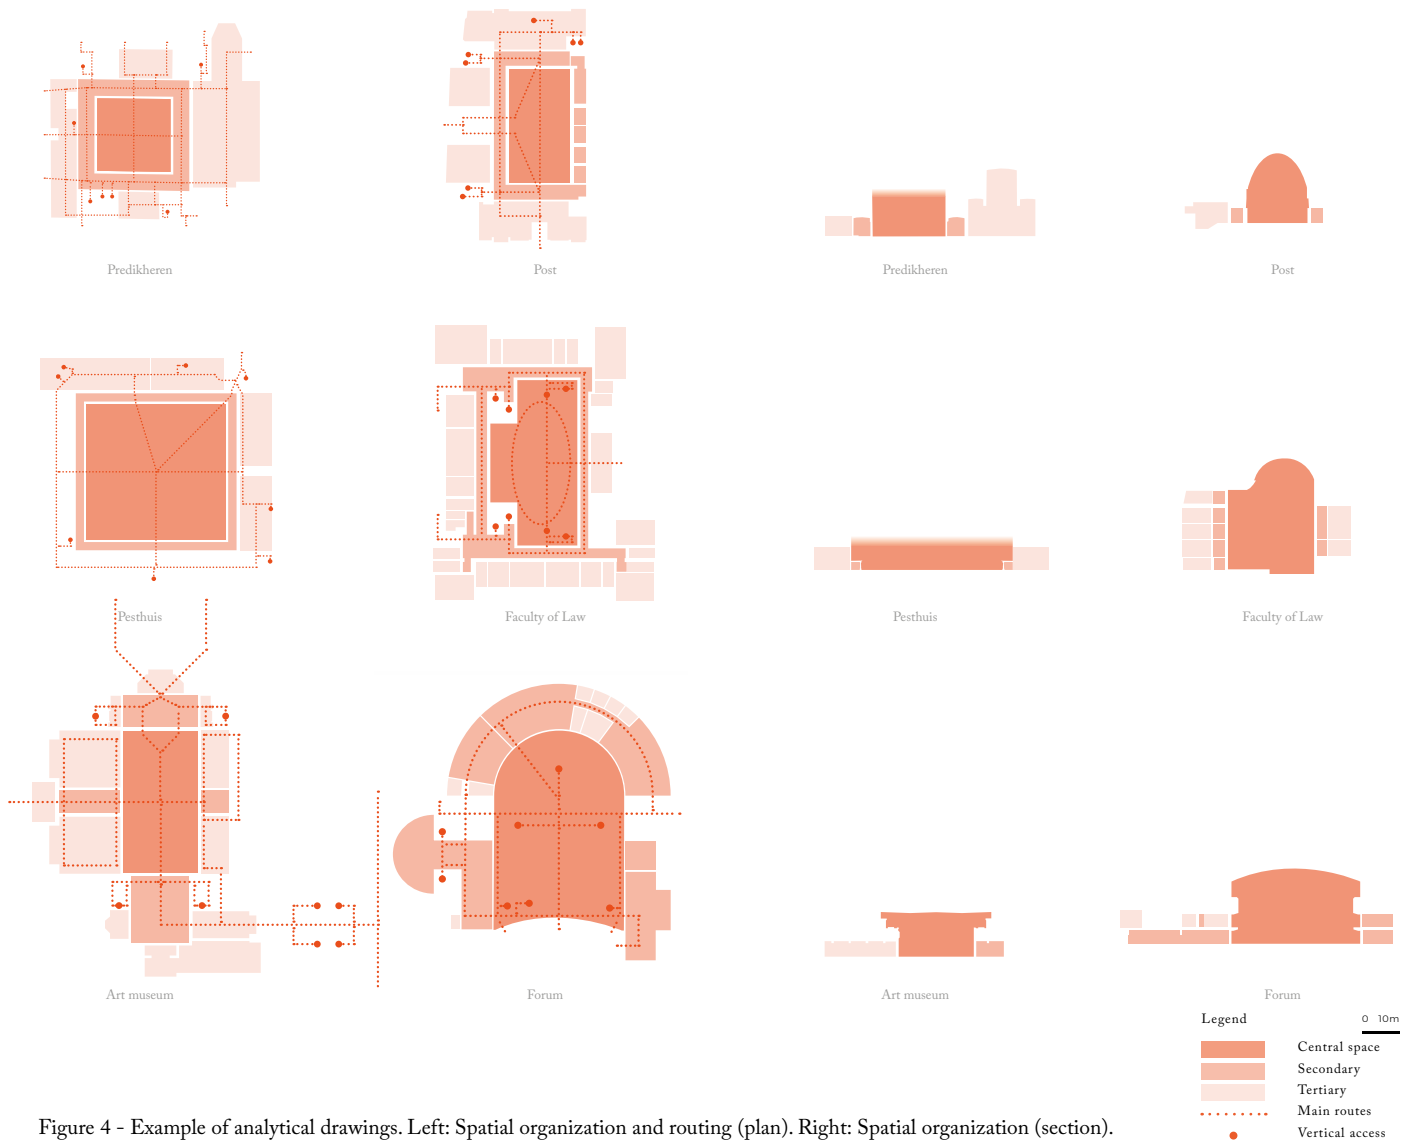 Predikheren
Post
Predikheren
Post
Pesthuis
Faculty of Law
Pesthuis
Faculty of Law
Art museum
Forum
Art museum
Forum
Legend
0 10m
Central space
Secondary
Tertiary
Main routes
Vertical access
Figure 4 - Example of analytical drawings. Left: Spatial organization and routing (plan). Right: Spatial organization (section).